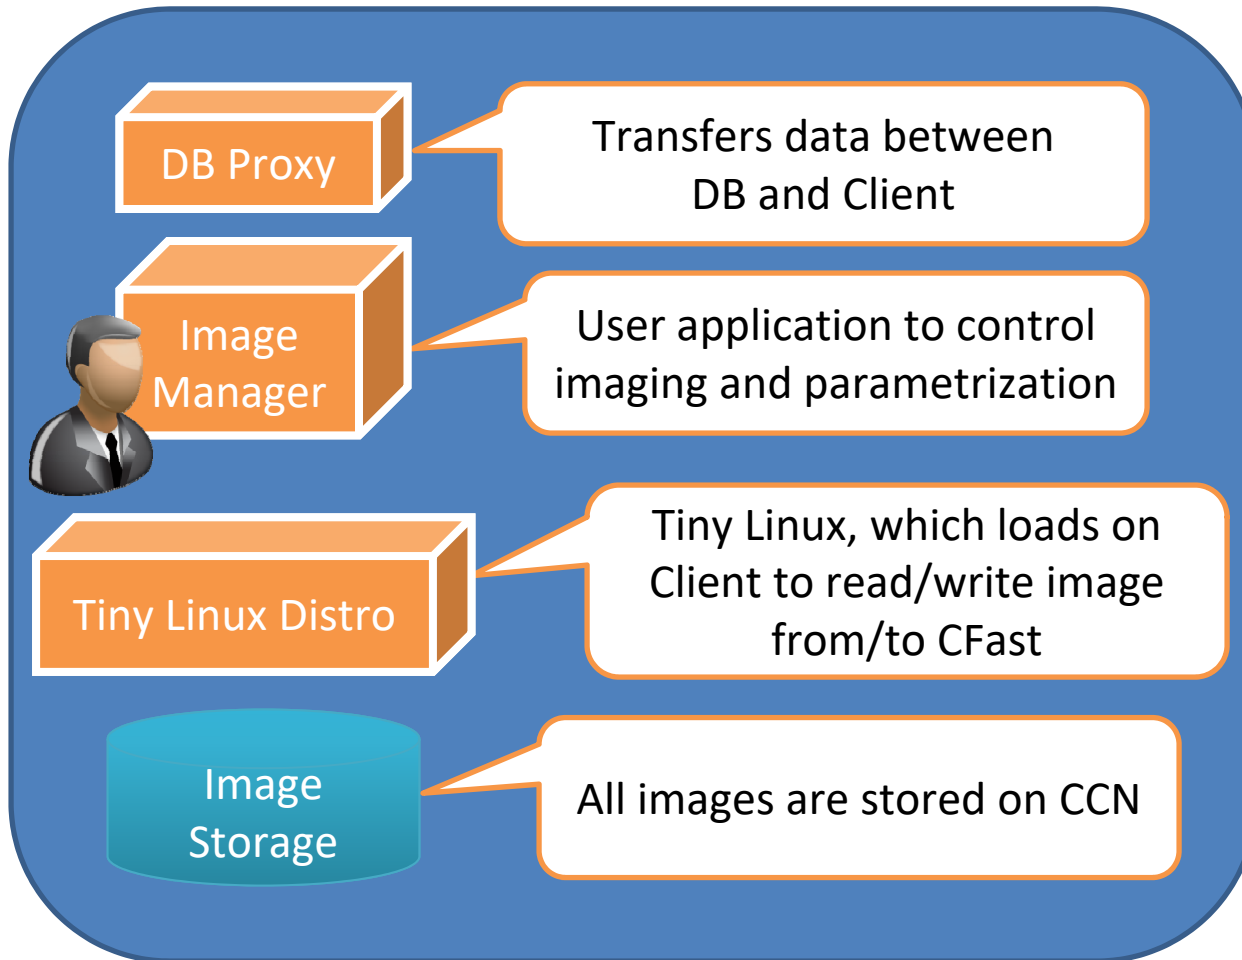 DB Proxy
Transfers data between
DB and Client
Image
Manager
User application to control
imaging and parametrization
Tiny Linux Distro
Tiny Linux, which loads on
Client to read/write image
from/to CFast
Image
Storage
All images are stored on CCN